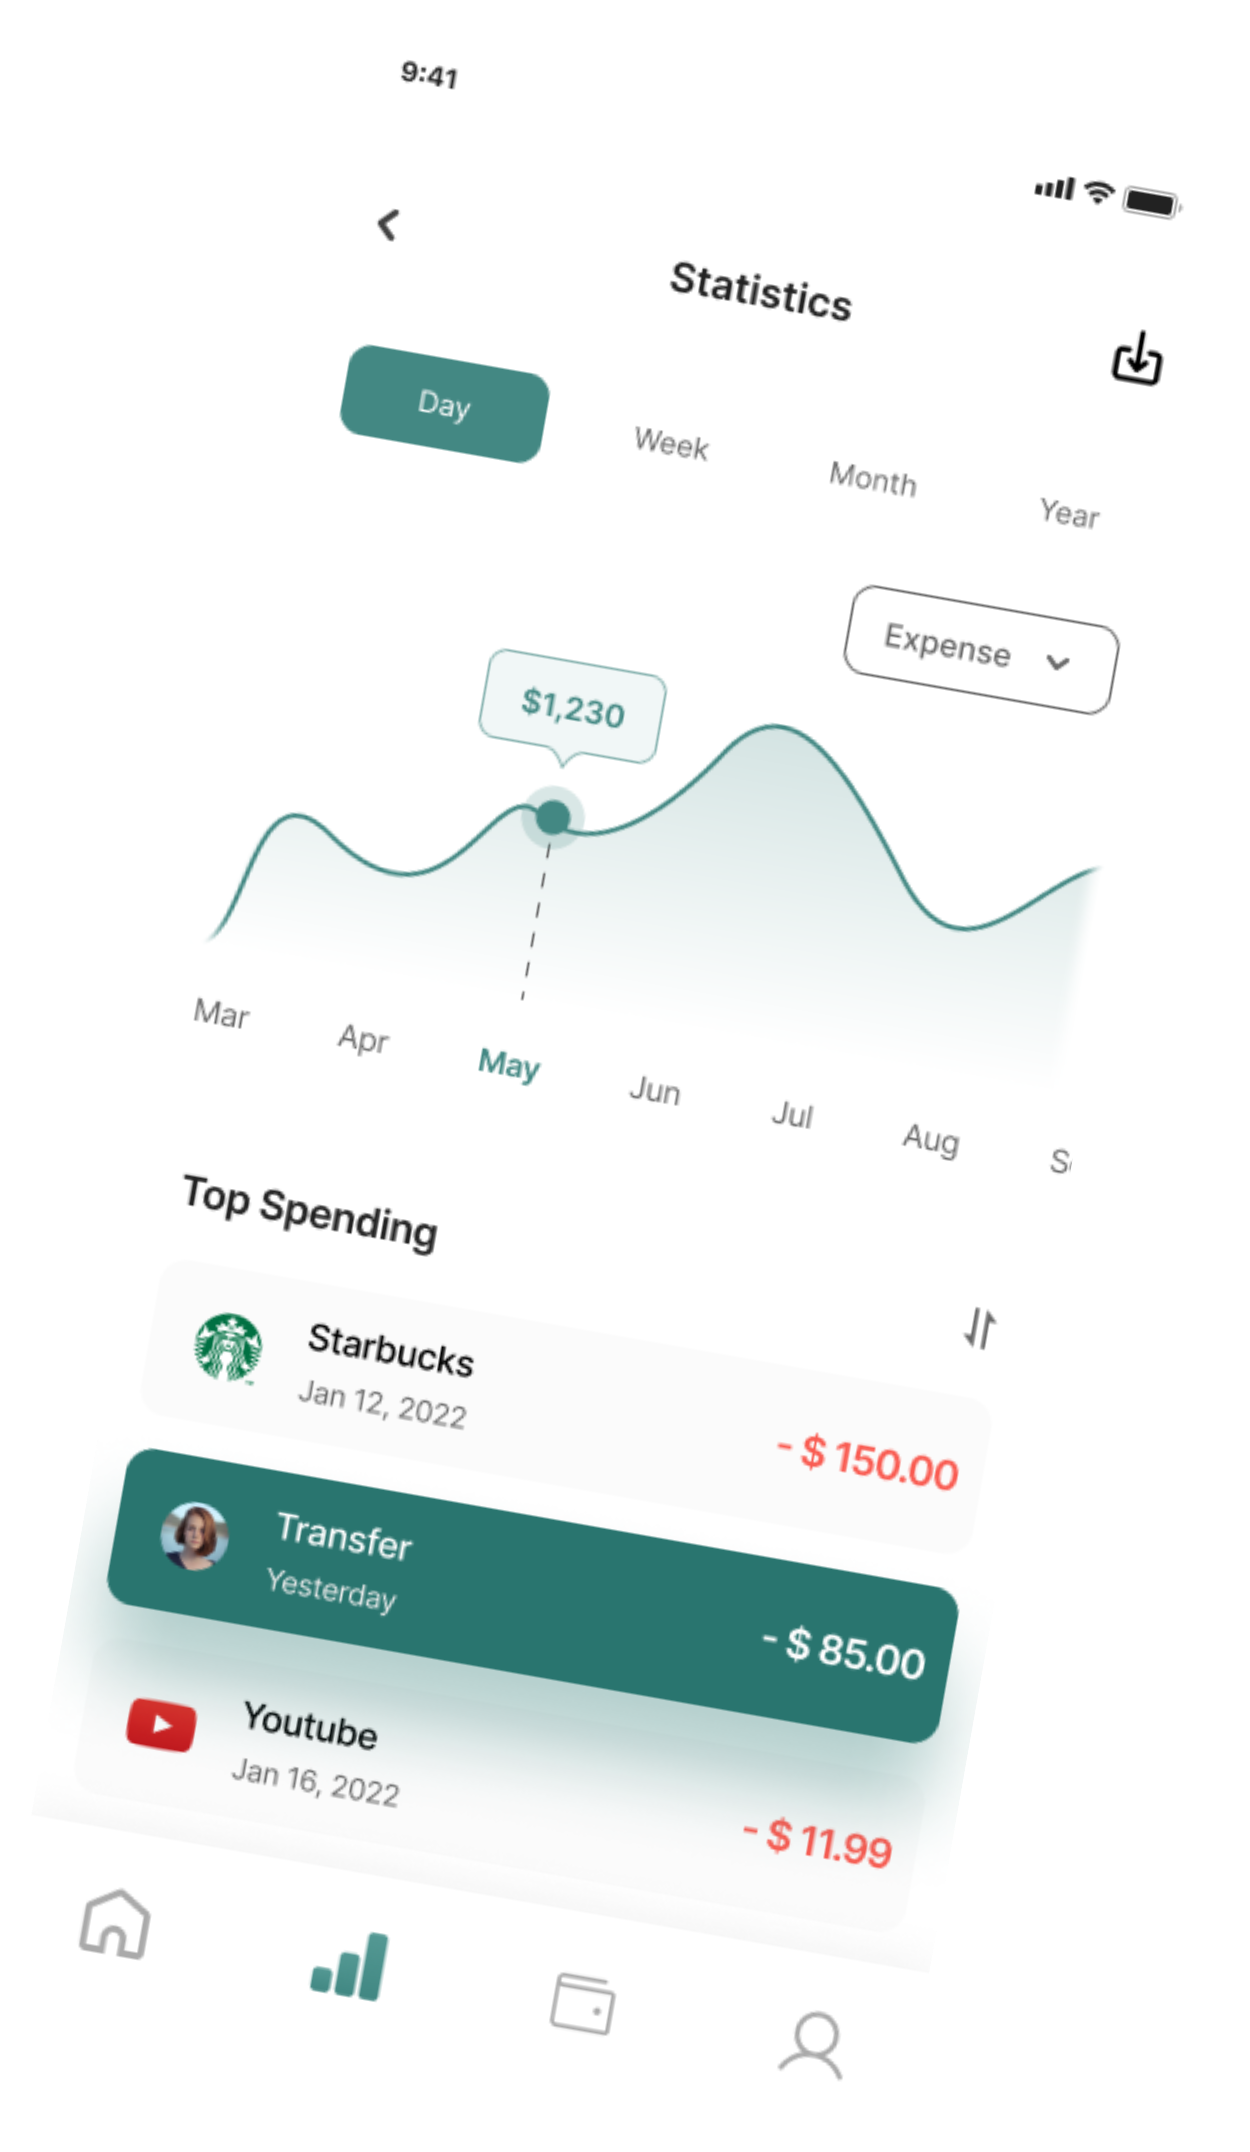 9:41
Statistics
Day Week Month Year
Expense
$1,230
Mar Apr May Jun Jul Aug
Top Spending
Starbucks
Jan 12, 2022
- $ 150.00
Transfer
Yesterday
- $ 85.00
Youtube
Jan 16, 2022
- $ 11.99